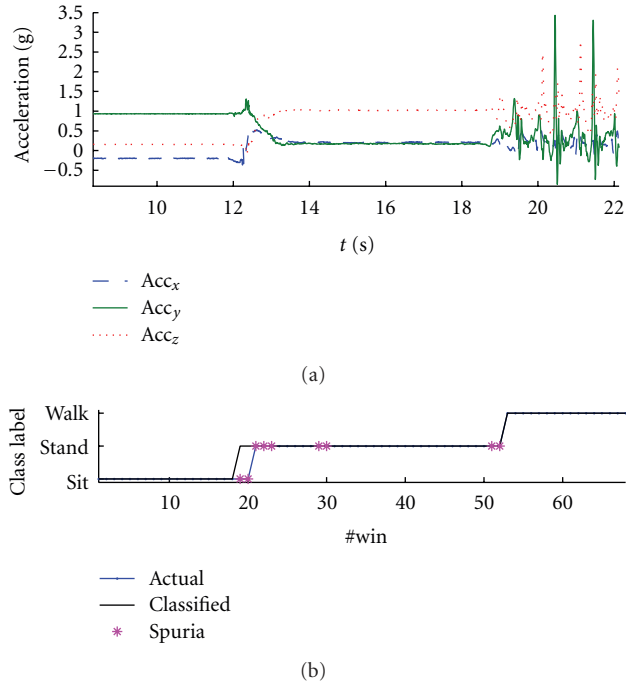 Acceleration (g)
3.5
3
2.5
2
1.5
1
0.5
0
−0.5
10 12 14 16 18 20 22
t (s)
Accx
Accy
Accz
(a)
Class label
Walk
Stand
Sit
10 20 30 40 50 60
#win
Actual
Classified
Spuria
(b)